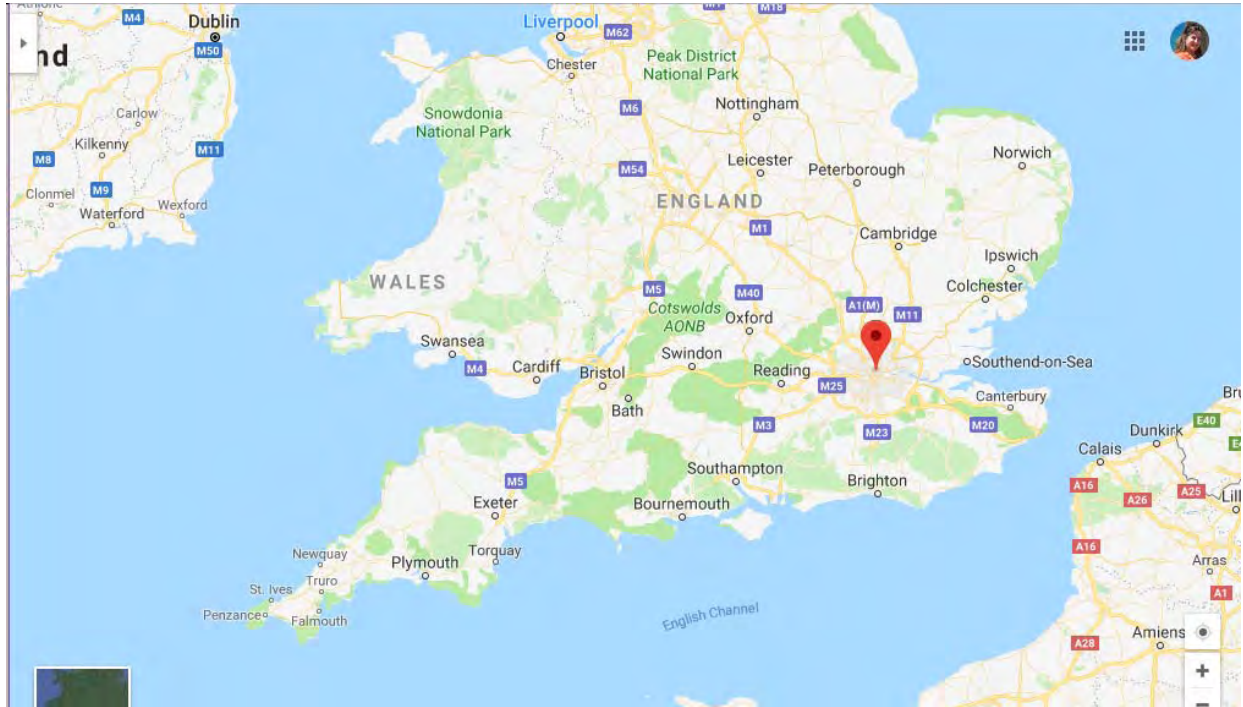 Dublin
M4
M50
nd
Carlow
Kilkenny
M8
M11
M9
Clonmel
Wexford
Waterford
Liverpool
M62
M1
M18
Chester
Peak District
National Park
M6
Nottingham
Snowdonia
National Park
M54
Leicester
Peterborough
Norwich
ENGLAND
M1
Cambridge
Ipswich
WALES
M5
M40
A1(M)
M11
Colchester
Cotswolds
AONB
Oxford
Swansea
M4
Cardiff
Bristol
Swindon
Reading
M25
Southend-on-Sea
Bath
Canterbury
M3
M23
M20
Southampton
Brighton
M5
Exeter
Bournemouth
Newquay
Torquay
Plymouth
St. Ives
Truro
Penzance
Falmouth
English Channel
Bru
E40
Dunkirk
Calais
A16
A26
A25
Lill
A16
Arras
A1
Amiens
A28
+
−